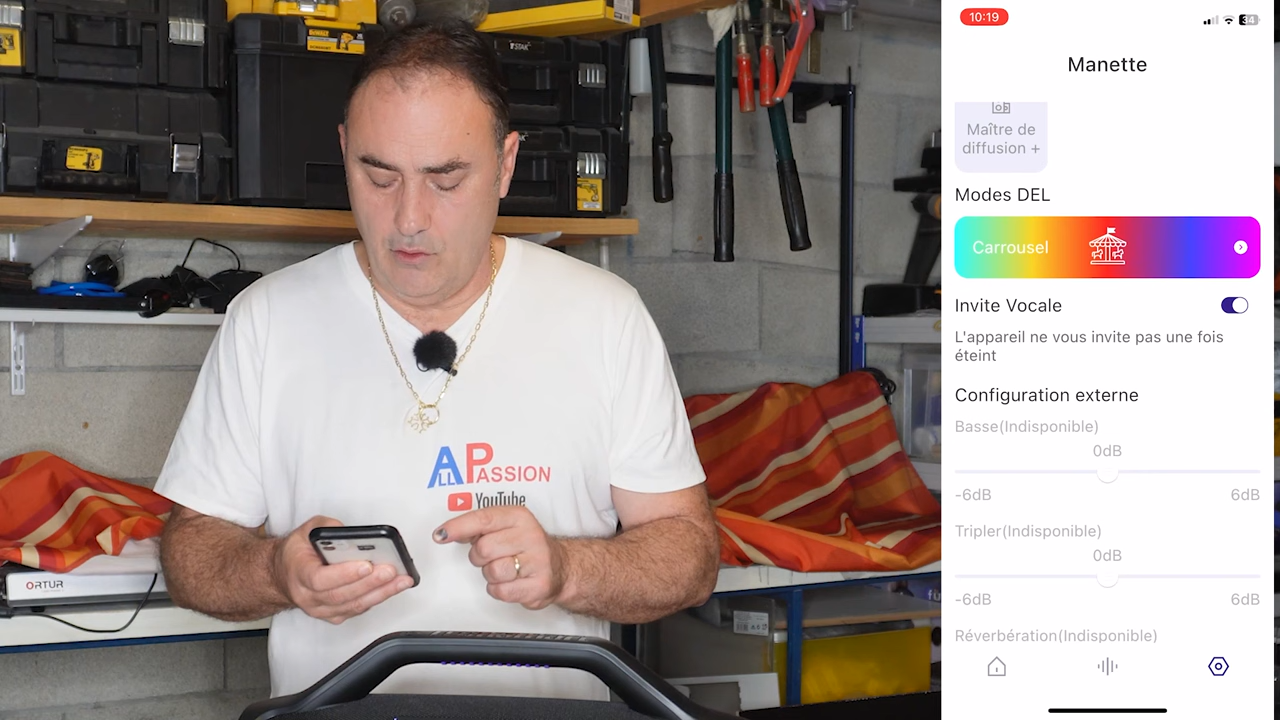 DEWALT
TSTAK
ALL PASSION
YouTube
ORTUR
10:19
34
Manette
Maître de
diffusion +
Modes DEL
Carrousel
Invite Vocale
L'appareil ne vous invite pas une fois
éteint
Configuration externe
Basse(Indisponible)
0dB
-6dB
6dB
Tripler(Indisponible)
0dB
-6dB
6dB
Réverbération(Indisponible)